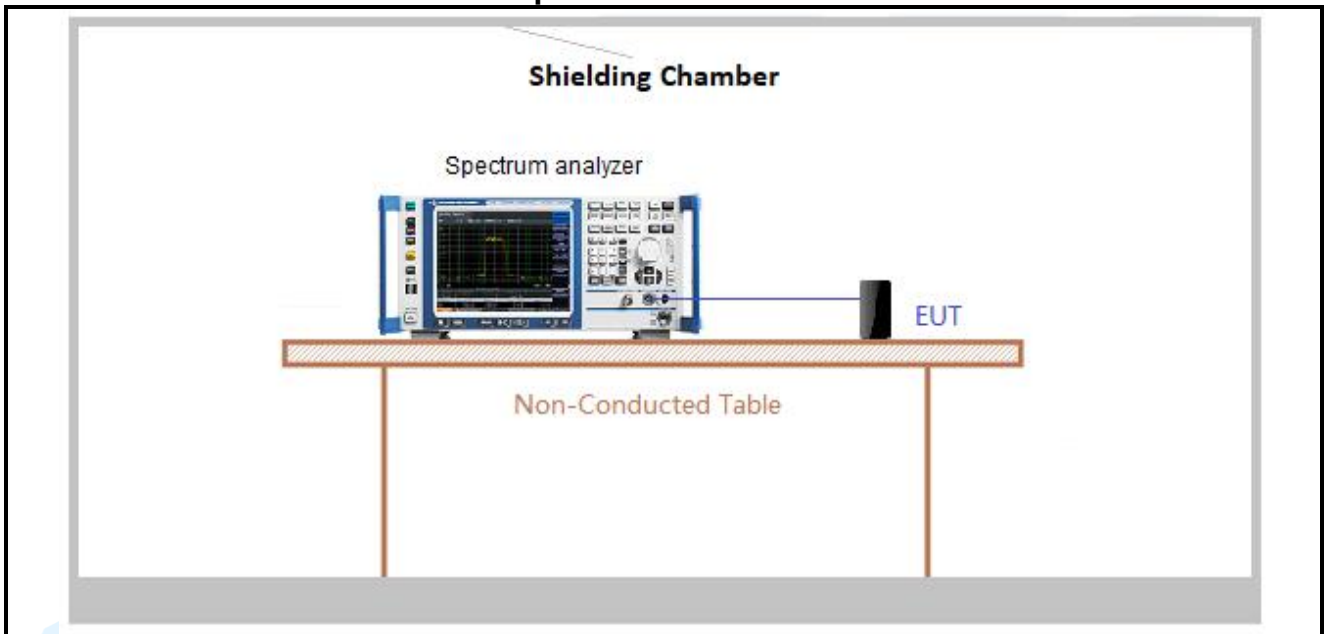 Shielding Chamber
Spectrum analyzer
EUT
Non-Conducted Table